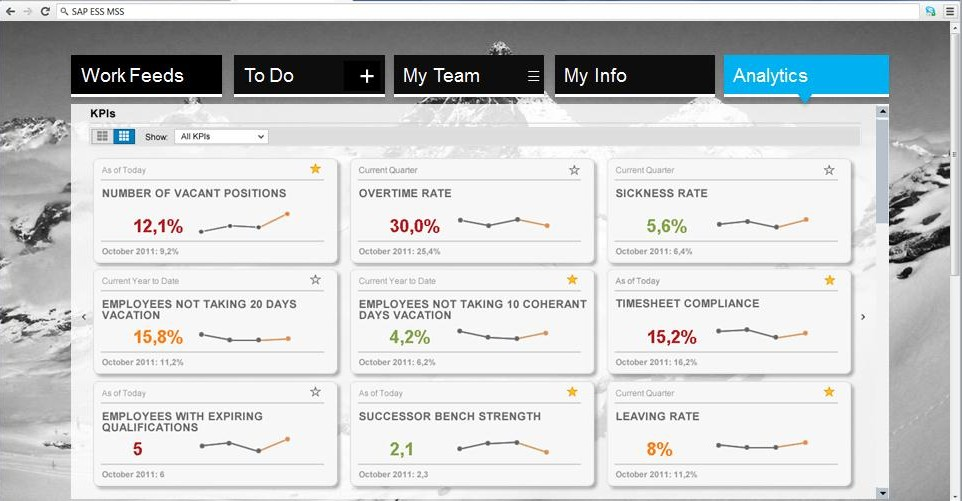 SAP ESS MSS
Work Feeds
To Do
My Team
My Info
Analytics
KPIs
Show:
All KPIs
As of Today
NUMBER OF VACANT POSITIONS
12,1%
October 2011: 9,2%
Current Quarter
OVERTIME RATE
30,0%
October 2011: 25,4%
Current Quarter
SICKNESS RATE
5,6%
October 2011: 6,4%
Current Year to Date
EMPLOYEES NOT TAKING 20 DAYS
VACATION
15,8%
October 2011: 11,2%
Current Year to Date
EMPLOYEES NOT TAKING 10 COHERANT
DAYS VACATION
4,2%
October 2011: 6,2%
As of Today
TIMESHEET COMPLIANCE
15,2%
October 2011: 16,2%
As of Today
EMPLOYEES WITH EXPIRING
QUALIFICATIONS
5
October 2011: 6
As of Today
SUCCESSOR BENCH STRENGTH
2,1
October 2011: 2,3
Current Quarter
LEAVING RATE
8%
October 2011: 11,2%